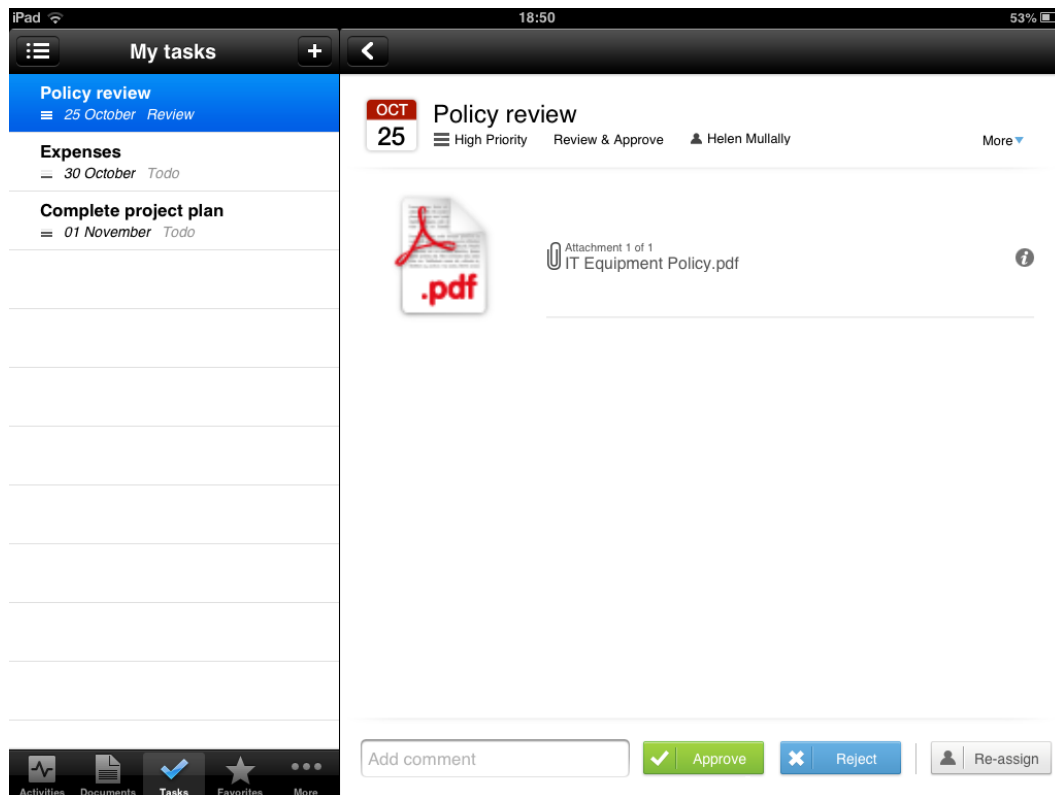 iPad 18:50 53%
My tasks +
Policy review
25 October Review
Expenses
30 October Todo
Complete project plan
01 November Todo
OCT
25
Policy review
High Priority Review & Approve Helen Mullally More
.pdf
Attachment 1 of 1
IT Equipment Policy.pdf
i
Add comment Approve Reject Re-assign
Activities Documents Tasks Favorites More